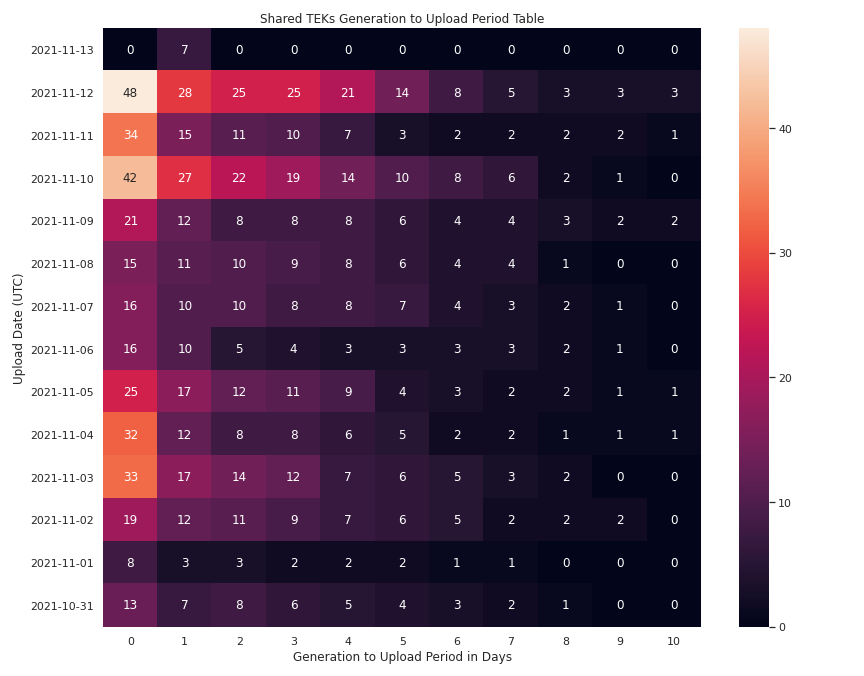 Shared TEKs Generation to Upload Period Table
Upload Date (UTC)
2021-11-13 0 7 0 0 0 0 0 0 0 0 0
2021-11-12 48 28 25 25 21 14 8 5 3 3 3
2021-11-11 34 15 11 10 7 3 2 2 2 2 1
2021-11-10 42 27 22 19 14 10 8 6 2 1 0
2021-11-09 21 12 8 8 8 6 4 4 3 2 2
2021-11-08 15 11 10 9 8 6 4 4 1 0 0
2021-11-07 16 10 10 8 8 7 4 3 2 1 0
2021-11-06 16 10 5 4 3 3 3 3 2 1 0
2021-11-05 25 17 12 11 9 4 3 2 2 1 1
2021-11-04 32 12 8 8 6 5 2 2 1 1 1
2021-11-03 33 17 14 12 7 6 5 3 2 0 0
2021-11-02 19 12 11 9 7 6 5 2 2 2 0
2021-11-01 8 3 3 2 2 2 1 1 0 0 0
2021-10-31 13 7 8 6 5 4 3 2 1 0 0
0 1 2 3 4 5 6 7 8 9 10
Generation to Upload Period in Days
40
30
20
10
0